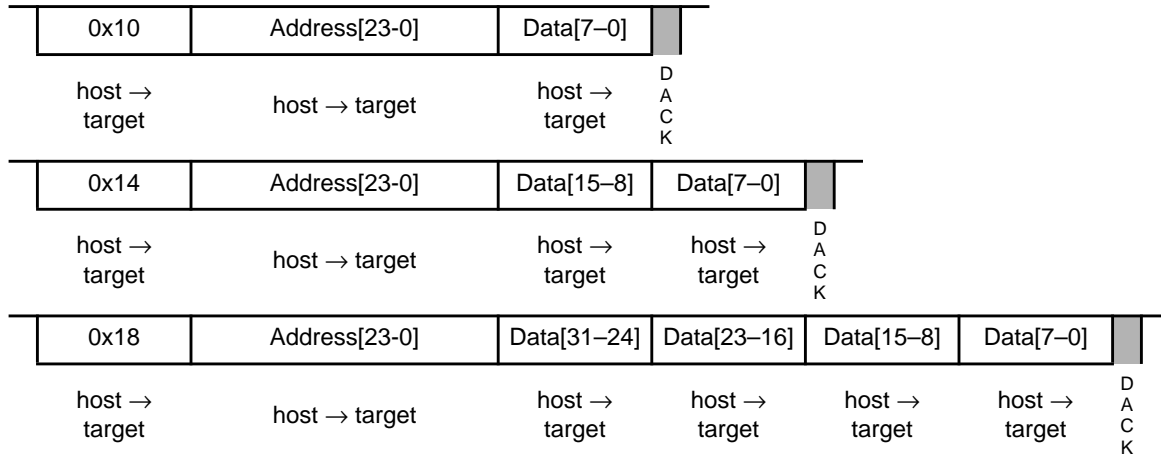 0x10 Address[23-0] Data[7–0]
host → target host → target host → target D A C K
0x14 Address[23-0] Data[15–8] Data[7–0]
host → target host → target host → target host → target D A C K
0x18 Address[23-0] Data[31–24] Data[23–16] Data[15–8] Data[7–0]
host → target host → target host → target host → target host → target host → target D A C K